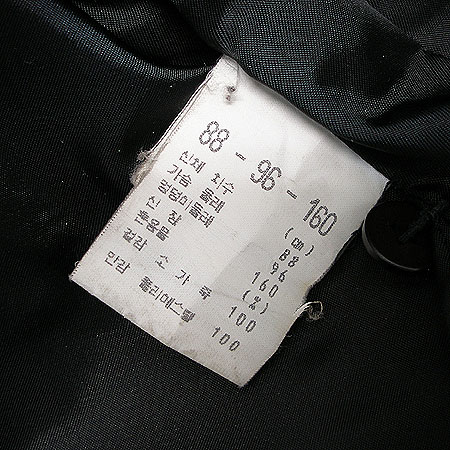 88 - 96 - 160
신체 치수 (cm)
가슴 둘레 88
엉덩이둘레 96
신 장 160
혼용율 (%)
겉감 소 가 죽 100
안감 폴리에스텔 100